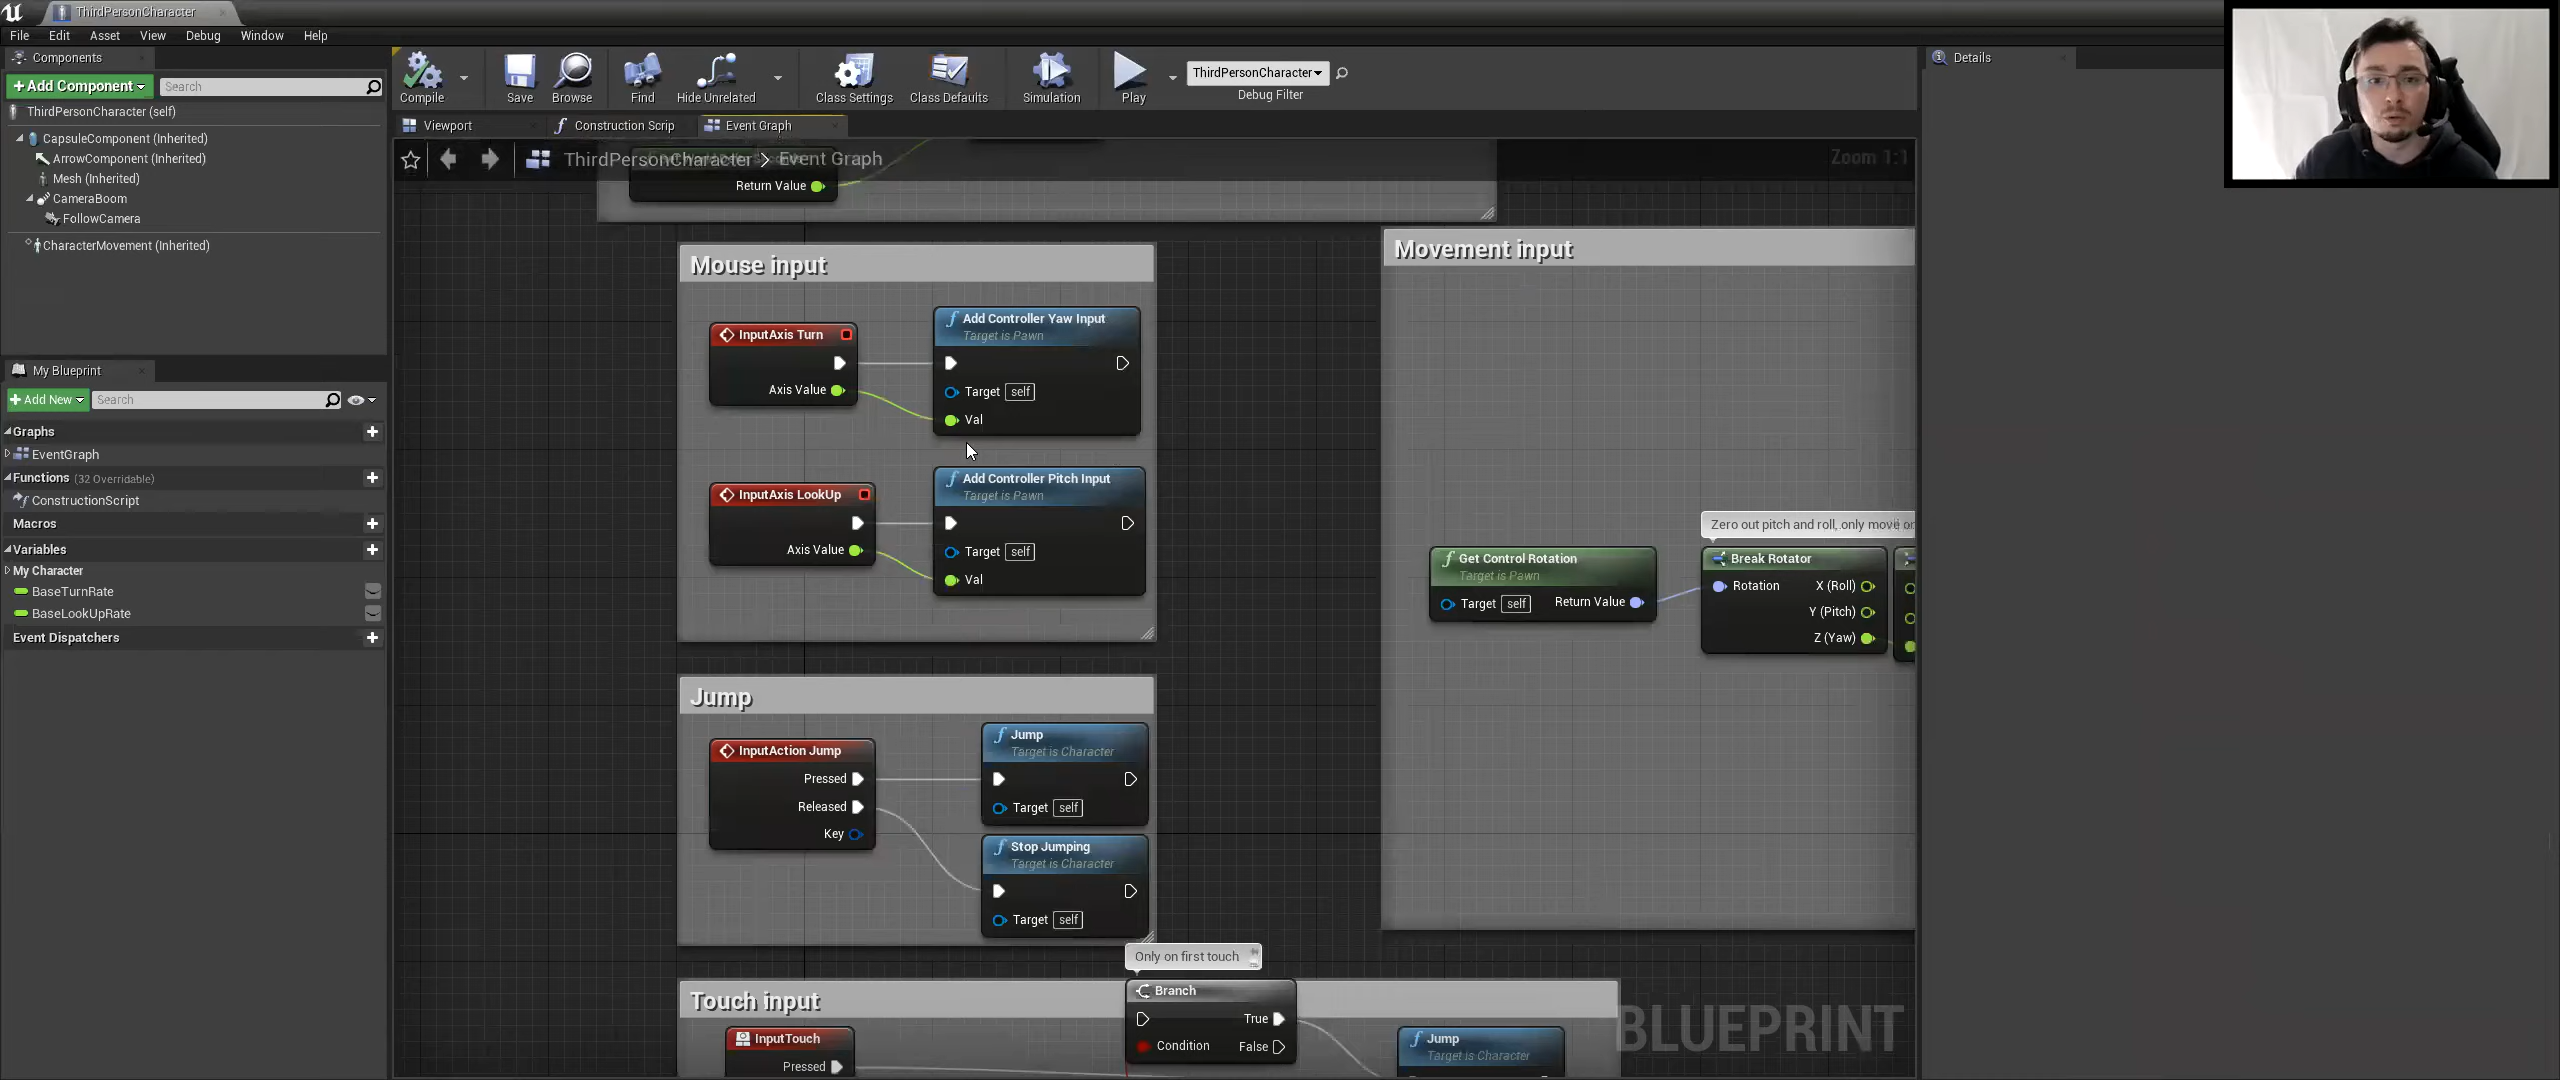 ThirdPersonCharacter
File Edit Asset View Debug Window Help
Components
+Add Component Search
ThirdPersonCharacter (self)
CapsuleComponent (Inherited)
ArrowComponent (Inherited)
Mesh (Inherited)
CameraBoom
FollowCamera
CharacterMovement (Inherited)
My Blueprint
+Add New Search
Graphs
EventGraph
Functions (32 Overridable)
ConstructionScript
Macros
Variables
My Character
BaseTurnRate
BaseLookUpRate
Event Dispatchers
Compile Save Browse Find Hide Unrelated Class Settings Class Defaults Simulation Play
ThirdPersonCharacter
Debug Filter
Details
Viewport Construction Scrip Event Graph
ThirdPersonCharacter > Event Graph
Zoom 1:1
Return Value
Mouse input
InputAxis Turn
Axis Value
Add Controller Yaw Input
Target is Pawn
Target self
Val
InputAxis LookUp
Axis Value
Add Controller Pitch Input
Target is Pawn
Target self
Val
Jump
InputAction Jump
Pressed
Released
Key
Jump
Target is Character
Target self
Stop Jumping
Target is Character
Target self
Movement input
Zero out pitch and roll, only move
Get Control Rotation
Target is Pawn
Target self Return Value
Break Rotator
Rotation X (Roll)
Y (Pitch)
Z (Yaw)
Only on first touch
Touch input
InputTouch
Pressed
Branch
True
Condition False
Jump
Target is Character
BLUEPRINT